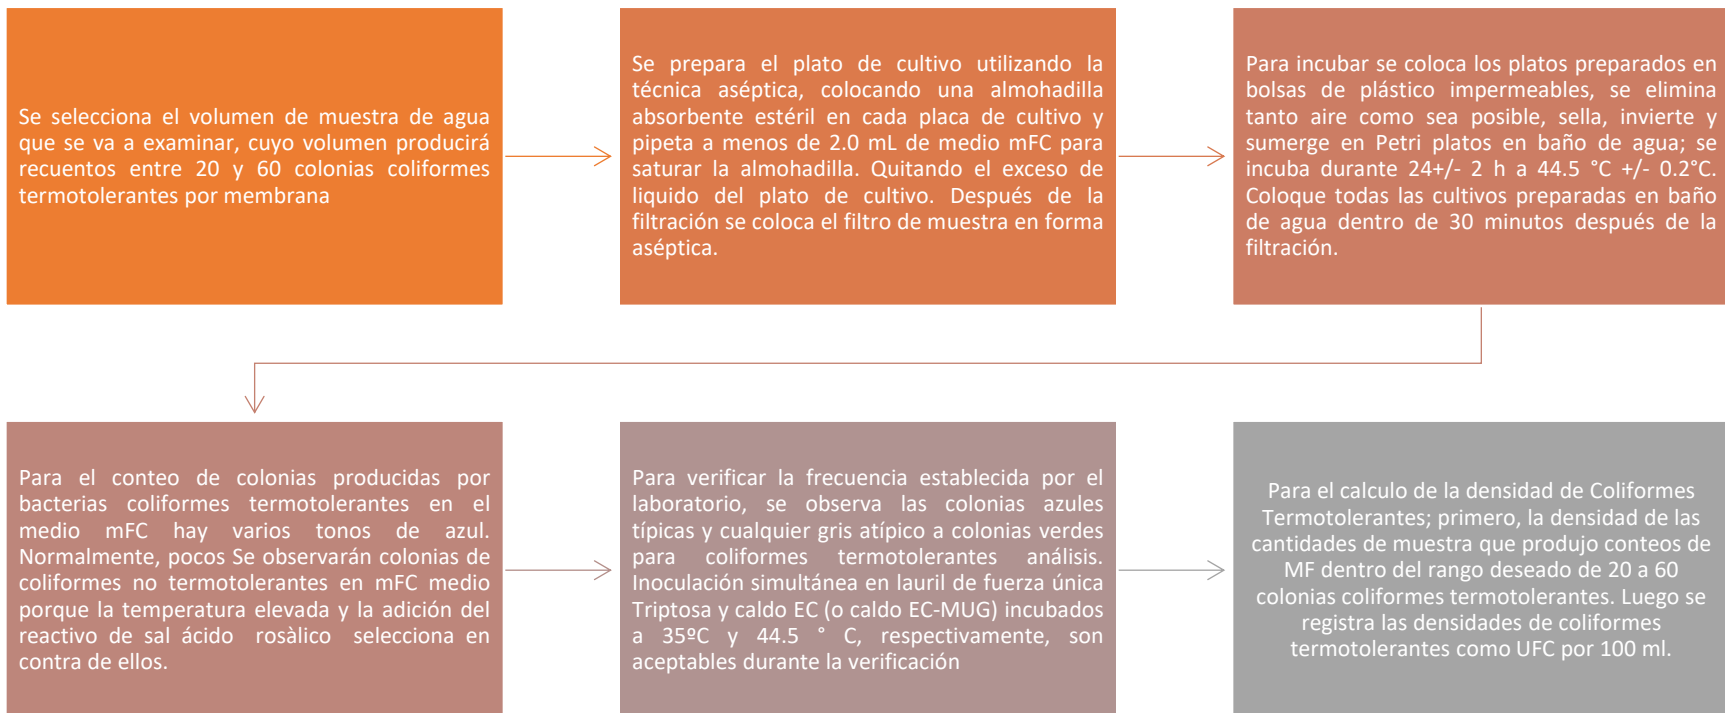 Se selecciona el volumen de muestra de agua
que se va a examinar, cuyo volumen producirá
recuentos entre 20 y 60 colonias coliformes
termotolerantes por membrana
Se prepara el plato de cultivo utilizando la
técnica aséptica, colocando una almohadilla
absorbente estéril en cada placa de cultivo y
pipeta a menos de 2.0 mL de medio mFC para
saturar la almohadilla. Quitando el exceso de
liquido del plato de cultivo. Después de la
filtración se coloca el filtro de muestra en forma
aséptica.
Para incubar se coloca los platos preparados en
bolsas de plástico impermeables, se elimina
tanto aire como sea posible, sella, invierte y
sumerge en Petri platos en baño de agua; se
incuba durante 24+/- 2 h a 44.5 °C +/- 0.2°C.
Coloque todas las cultivos preparadas en baño
de agua dentro de 30 minutos después de la
filtración.
Para el conteo de colonias producidas por
bacterias coliformes termotolerantes en el
medio mFC hay varios tonos de azul.
Normalmente, pocos Se observarán colonias de
coliformes no termotolerantes en mFC medio
porque la temperatura elevada y la adición del
reactivo de sal ácido rosàlico selecciona en
contra de ellos.
Para verificar la frecuencia establecida por el
laboratorio, se observa las colonias azules
típicas y cualquier gris atípico a colonias verdes
para coliformes termotolerantes análisis.
Inoculación simultánea en lauril de fuerza única
Triptosa y caldo EC (o caldo EC-MUG) incubados
a 35ºC y 44.5 ° C, respectivamente, son
aceptables durante la verificación
Para el calculo de la densidad de Coliformes
Termotolerantes; primero, la densidad de las
cantidades de muestra que produjo conteos de
MF dentro del rango deseado de 20 a 60
colonias coliformes termotolerantes. Luego se
registra las densidades de coliformes
termotolerantes como UFC por 100 ml.